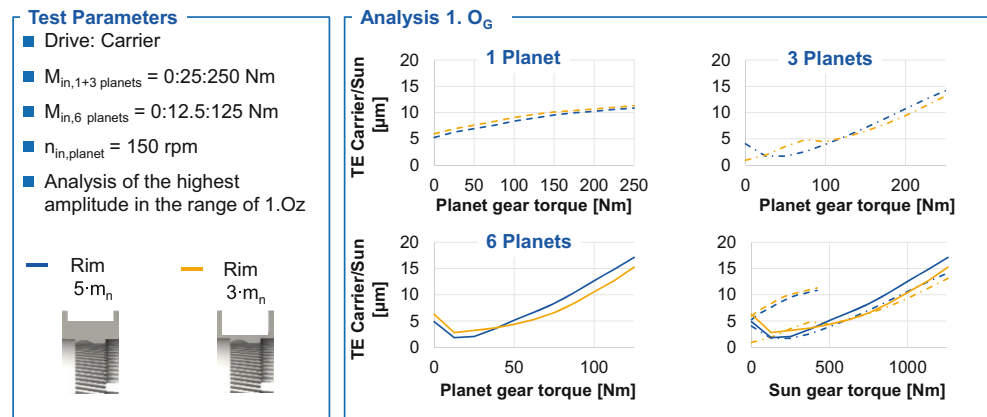 Test Parameters
Drive: Carrier
M_in,1+3 planets = 0:25:250 Nm
M_in,6 planets = 0:12.5:125 Nm
n_in,planet = 150 rpm
Analysis of the highest
amplitude in the range of 1.Oz
Rim
5·m_n
Rim
3·m_n
Analysis 1. O_G
1 Planet
TE Carrier/Sun
[µm]
20
15
10
5
0
0 50 100 150 200 250
Planet gear torque [Nm]
3 Planets
20
15
10
5
0
0 100 200
Planet gear torque [Nm]
6 Planets
TE Carrier/Sun
[µm]
20
15
10
5
0
0 50 100
Planet gear torque [Nm]
20
15
10
5
0
0 500 1000
Sun gear torque [Nm]